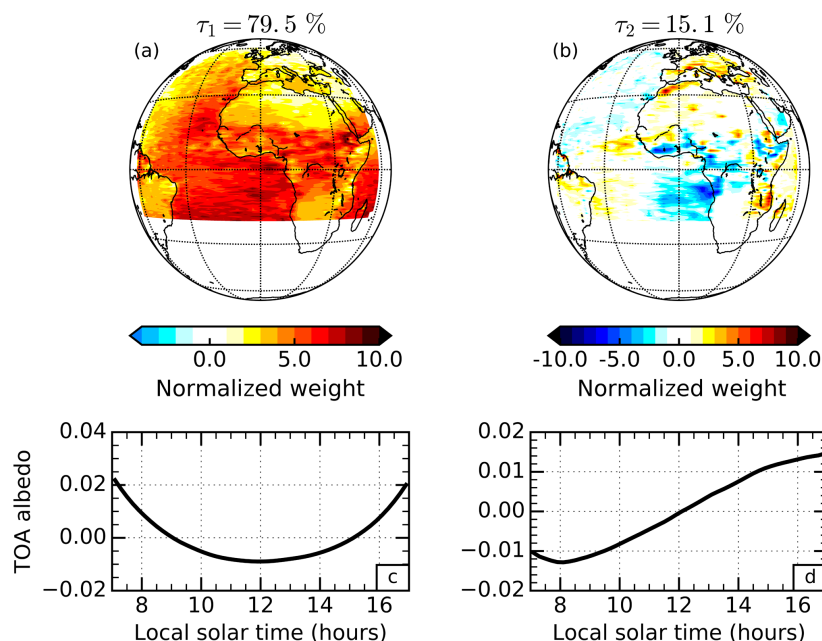 τ₁ = 79.5 % τ₂ = 15.1 %
(a) (b)
0.0 5.0 10.0 -10.0 -5.0 0.0 5.0 10.0
Normalized weight Normalized weight
0.04 0.02
0.02 0.01
0.00 0.00
−0.02 −0.01
−0.02
TOA albedo
c d
8 10 12 14 16 8 10 12 14 16
Local solar time (hours) Local solar time (hours)